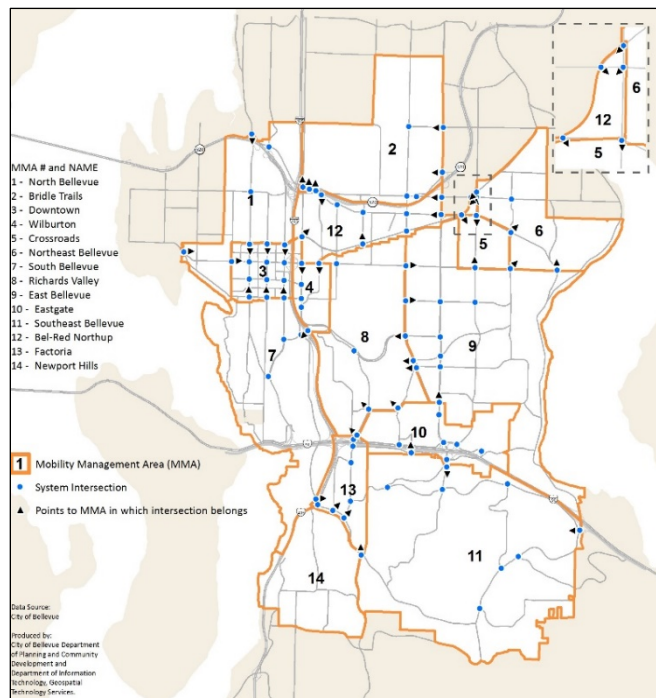 MMA # and NAME
1 - North Bellevue
2 - Bridle Trails
3 - Downtown
4 - Wilburton
5 - Crossroads
6 - Northeast Bellevue
7 - South Bellevue
8 - Richards Valley
9 - East Bellevue
10 - Eastgate
11 - Southeast Bellevue
12 - Bel-Red Northup
13 - Factoria
14 - Newport Hills
6
12
5
2
1
12
5
6
3
4
8
9
7
10
13
11
14
1 Mobility Management Area (MMA)
System Intersection
Points to MMA in which intersection belongs
Data Source:
City of Bellevue
Produced by:
City of Bellevue Department
of Planning and Community
Development and
Department of Information
Technology, Geospatial
Technology Services.